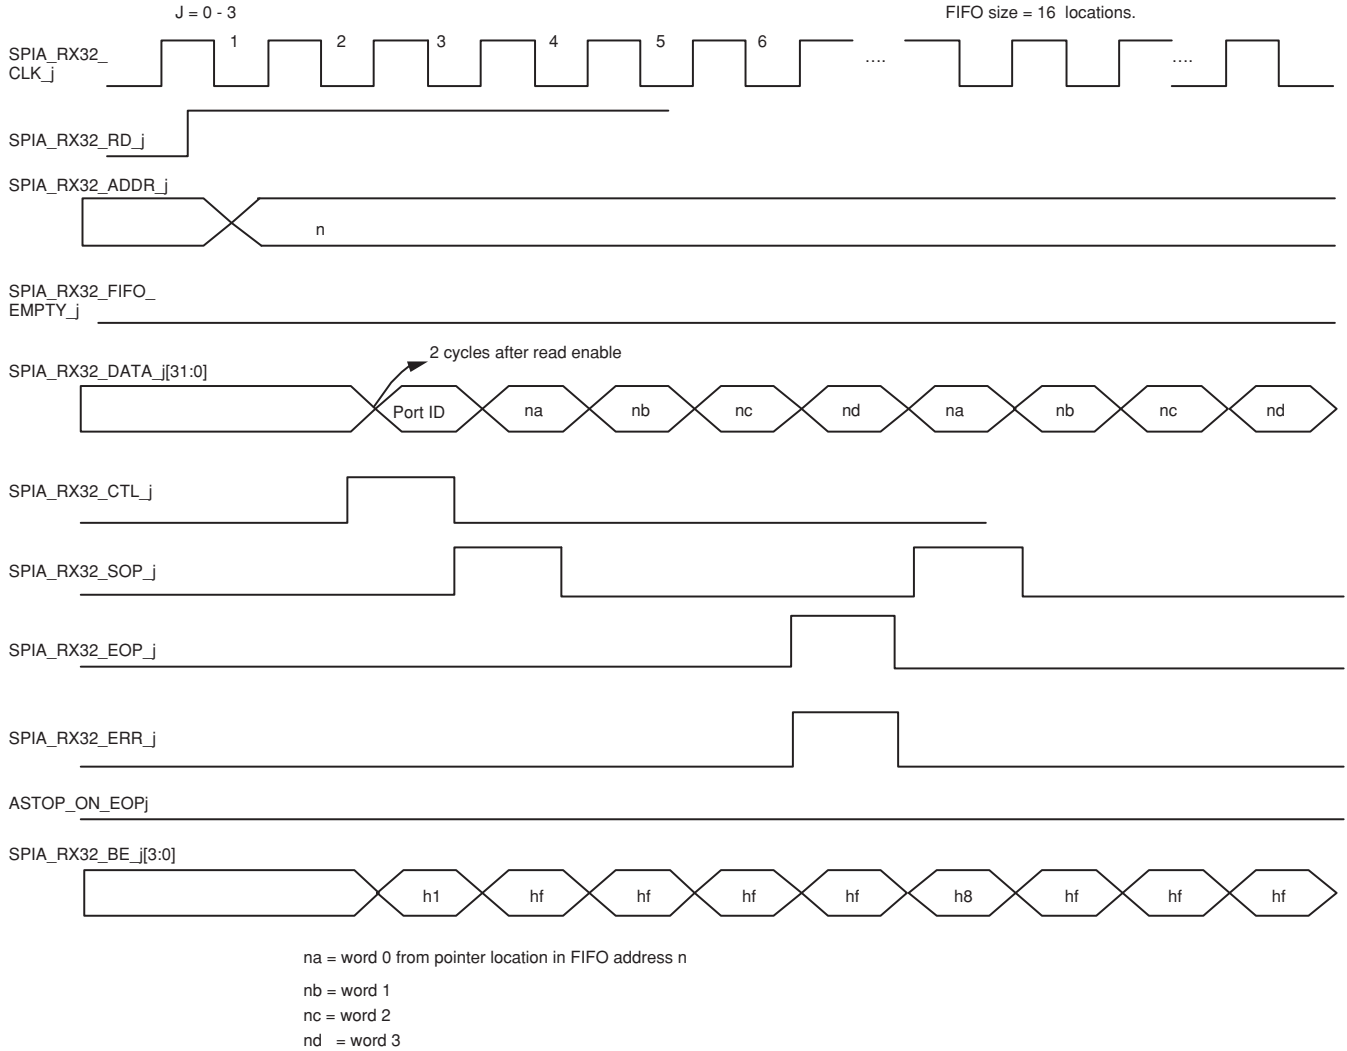 J = 0 - 3
FIFO size = 16 locations.
SPIA_RX32_
CLK_j
1 2 3 4 5 6 .... ....
SPIA_RX32_RD_j
SPIA_RX32_ADDR_j
n
SPIA_RX32_FIFO_
EMPTY_j
2 cycles after read enable
SPIA_RX32_DATA_j[31:0]
Port ID na nb nc nd na nb nc nd
SPIA_RX32_CTL_j
SPIA_RX32_SOP_j
SPIA_RX32_EOP_j
SPIA_RX32_ERR_j
ASTOP_ON_EOPj
SPIA_RX32_BE_j[3:0]
h1 hf hf hf hf h8 hf hf hf
na = word 0 from pointer location in FIFO address n
nb = word 1
nc = word 2
nd = word 3